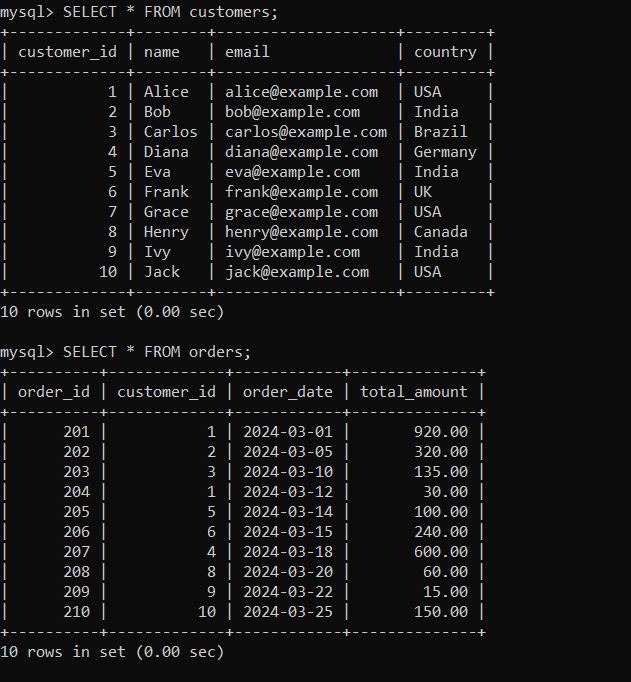 mysql> SELECT * FROM customers;
+-------------+--------+--------------------+---------+
| customer_id | name   | email              | country |
+-------------+--------+--------------------+---------+
|           1 | Alice  | alice@example.com  | USA     |
|           2 | Bob    | bob@example.com    | India   |
|           3 | Carlos | carlos@example.com | Brazil  |
|           4 | Diana  | diana@example.com  | Germany |
|           5 | Eva    | eva@example.com    | India   |
|           6 | Frank  | frank@example.com  | UK      |
|           7 | Grace  | grace@example.com  | USA     |
|           8 | Henry  | henry@example.com  | Canada  |
|           9 | Ivy    | ivy@example.com    | India   |
|          10 | Jack   | jack@example.com   | USA     |
+-------------+--------+--------------------+---------+
10 rows in set (0.00 sec)

mysql> SELECT * FROM orders;
+----------+-------------+------------+--------------+
| order_id | customer_id | order_date | total_amount |
+----------+-------------+------------+--------------+
|      201 |           1 | 2024-03-01 |       920.00 |
|      202 |           2 | 2024-03-05 |       320.00 |
|      203 |           3 | 2024-03-10 |       135.00 |
|      204 |           1 | 2024-03-12 |        30.00 |
|      205 |           5 | 2024-03-14 |       100.00 |
|      206 |           6 | 2024-03-15 |       240.00 |
|      207 |           4 | 2024-03-18 |       600.00 |
|      208 |           8 | 2024-03-20 |        60.00 |
|      209 |           9 | 2024-03-22 |        15.00 |
|      210 |          10 | 2024-03-25 |       150.00 |
+----------+-------------+------------+--------------+
10 rows in set (0.00 sec)